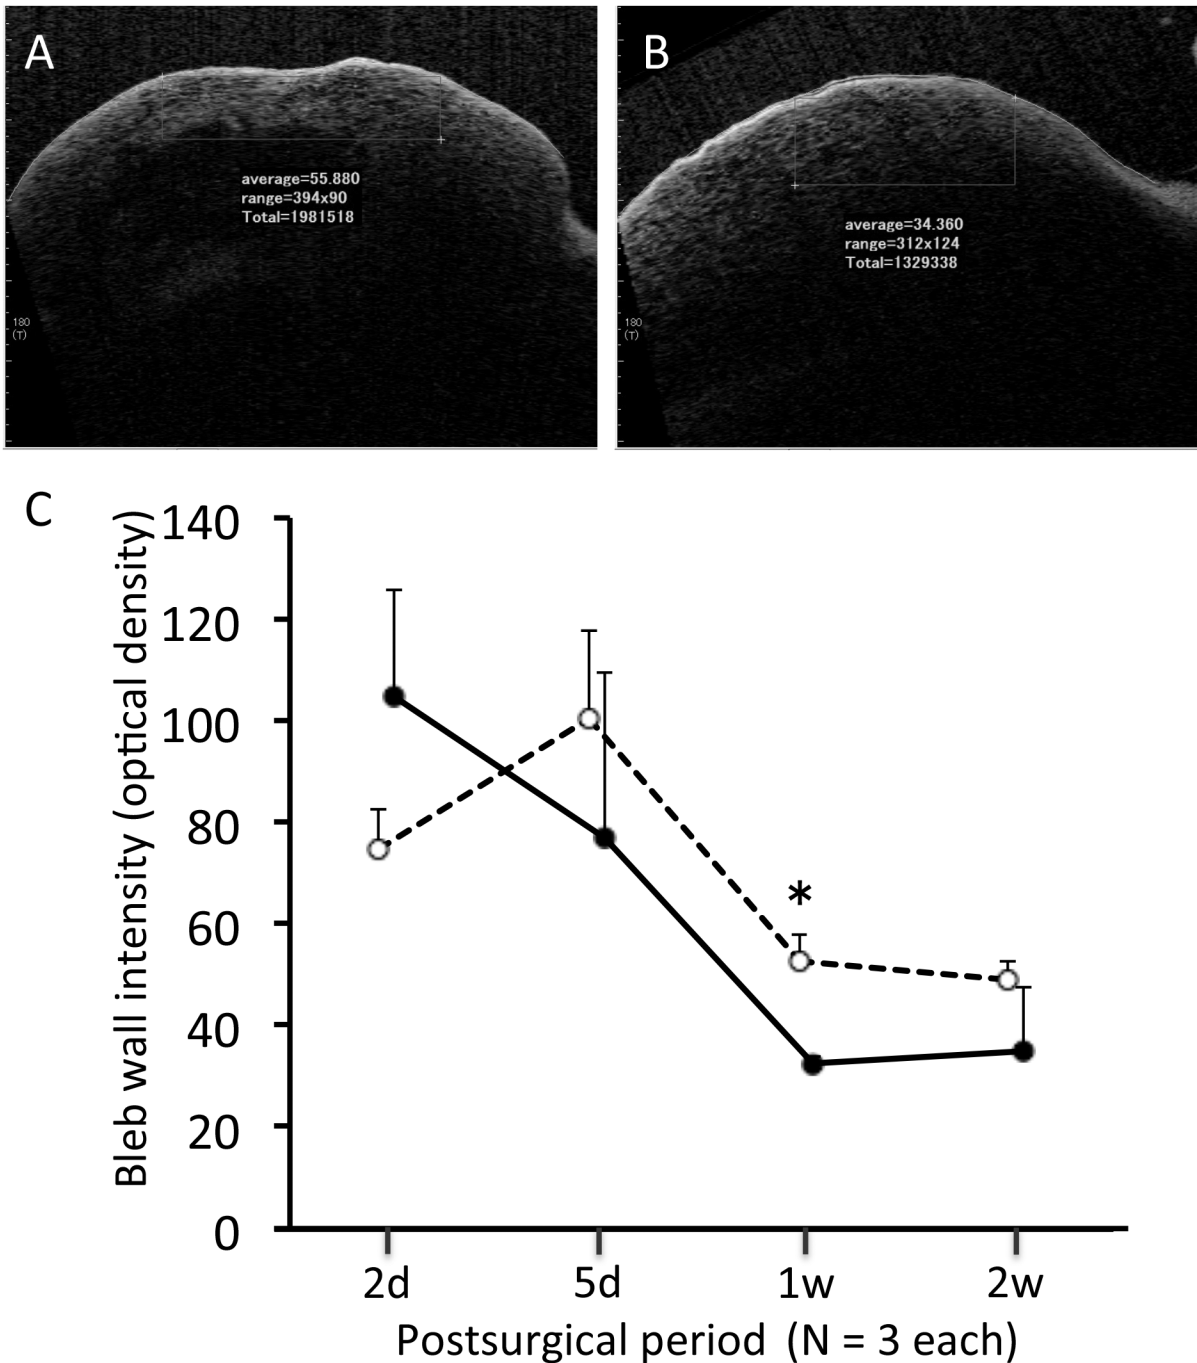 A
average=55.880
range=394x90
Total=1981518
180
(T)
B
average=34.360
range=312x124
Total=1329338
180
(T)
C
Bleb wall intensity (optical density)
140
120
100
80
60
40
20
0
*
2d 5d 1w 2w
Postsurgical period (N = 3 each)